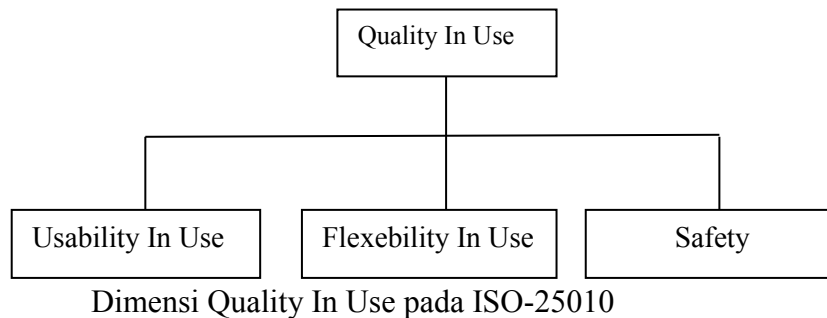 Quality In Use
Usability In Use
Flexebility In Use
Safety
Dimensi Quality In Use pada ISO-25010